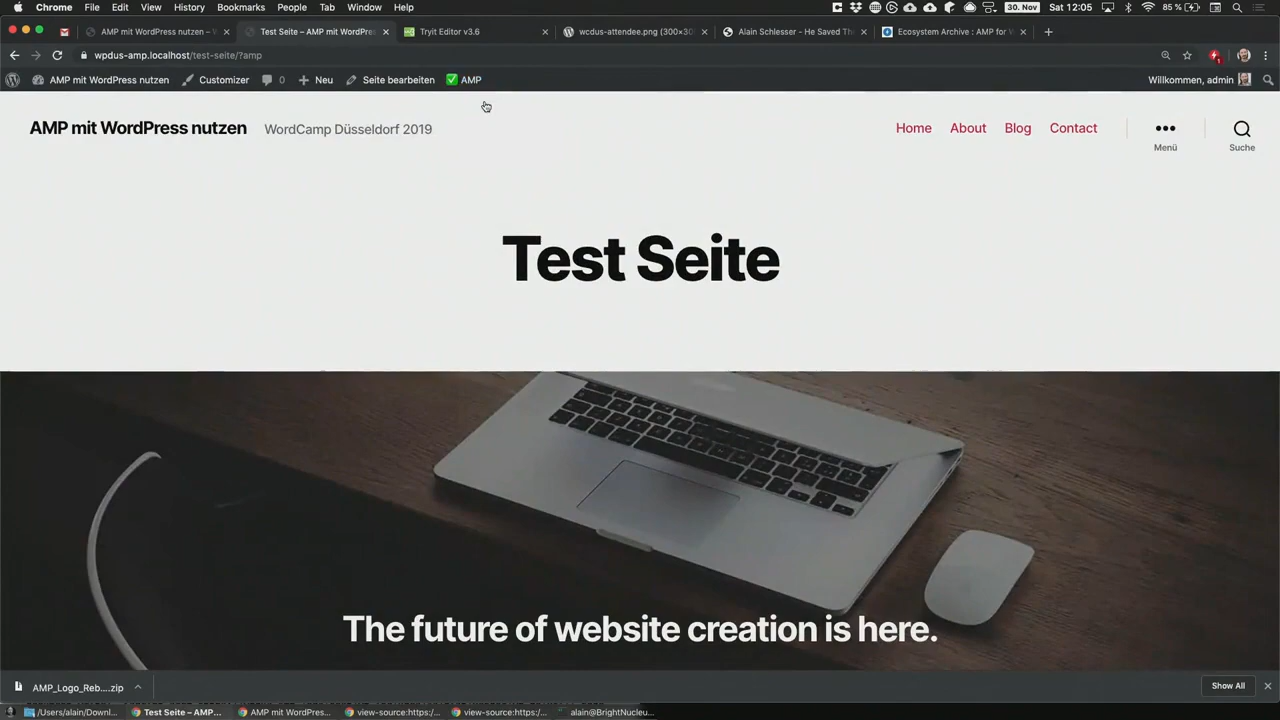 Chrome File Edit View History Bookmarks People Tab Window Help 30. Nov Sat 12:05 85 %
AMP mit WordPress nutzen – Test Seite – AMP mit WordPre Tryit Editor v3.6 wcdus-attendee.png (300×30 Alain Schlesser - He Saved Th Ecosystem Archive : AMP for W
wpdus-amp.localhost/test-seite/?amp
AMP mit WordPress nutzen Customizer 0 Neu Seite bearbeiten AMP Willkommen, admin
AMP mit WordPress nutzen WordCamp Düsseldorf 2019 Home About Blog Contact
Menü Suche
Test Seite
The future of website creation is here.
AMP_Logo_Reb....zip Show All
/Users/alain/Downl... Test Seite – AMP... AMP mit WordPres... view-source:https:/... view-source:https:/... alain@BrightNucleu...